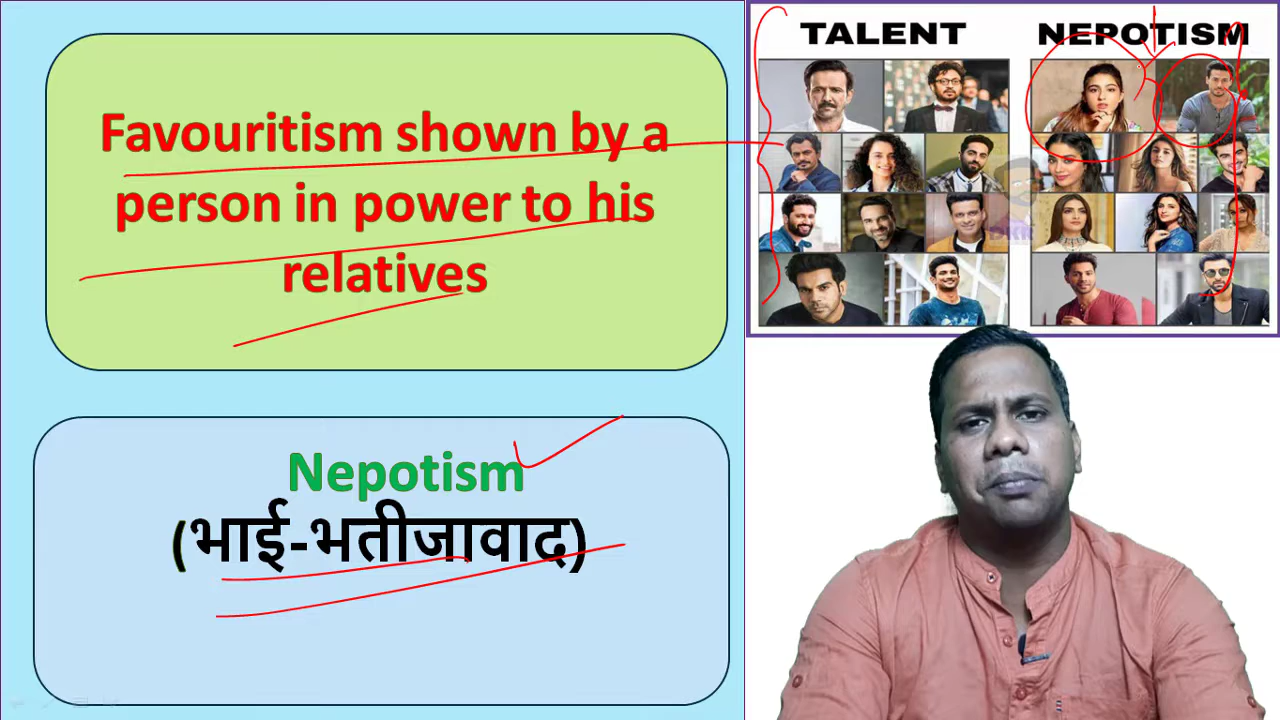 Favouritism shown by a
person in power to his
relatives
Nepotism
(भाई-भतीजावाद)
TALENT
NEPOTISM